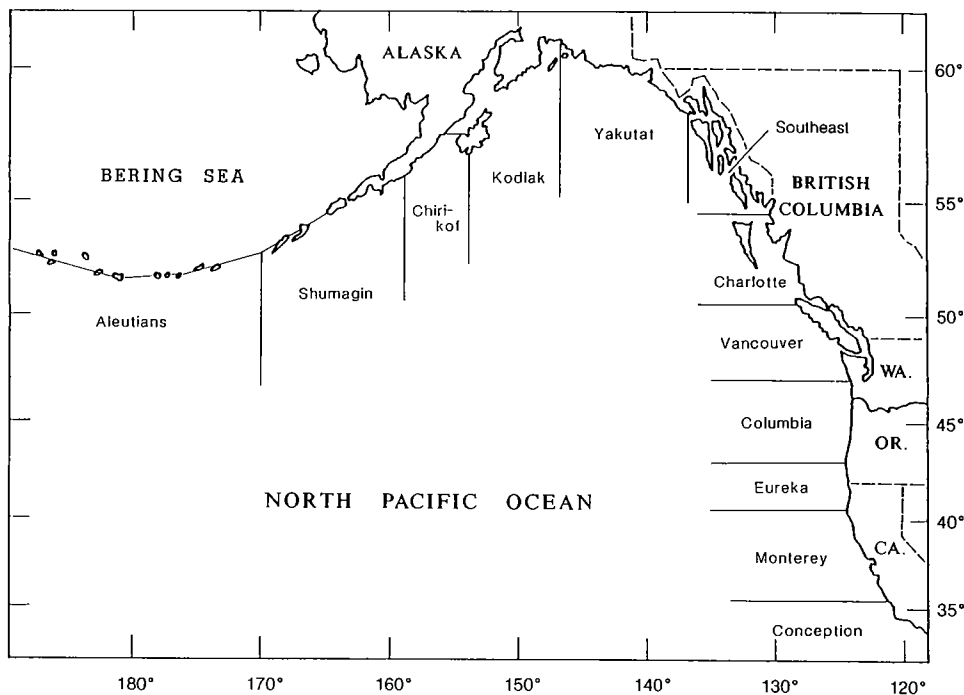 ALASKA
60°
Yakutat
Southeast
BERING SEA
Kodiak
BRITISH
COLUMBIA
55°
Chiri-
kof
Charlotte
Shumagin
Aleutians
50°
Vancouver
WA.
Columbia
45°
OR.
Eureka
NORTH PACIFIC OCEAN
40°
Monterey
CA.
35°
Conception
180° 170° 160° 150° 140° 130° 120°